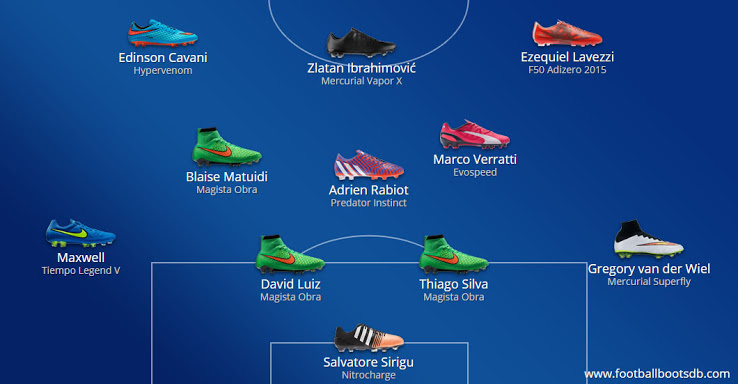 Edinson Cavani
Hypervenom
Zlatan Ibrahimović
Mercurial Vapor X
Ezequiel Lavezzi
F50 Adizero 2015
Blaise Matuidi
Magista Obra
Adrien Rabiot
Predator Instinct
Marco Verratti
Evospeed
Maxwell
Tiempo Legend V
David Luiz
Magista Obra
Thiago Silva
Magista Obra
Gregory van der Wiel
Mercurial Superfly
Salvatore Sirigu
Nitrocharge
www.footballbootsdb.com